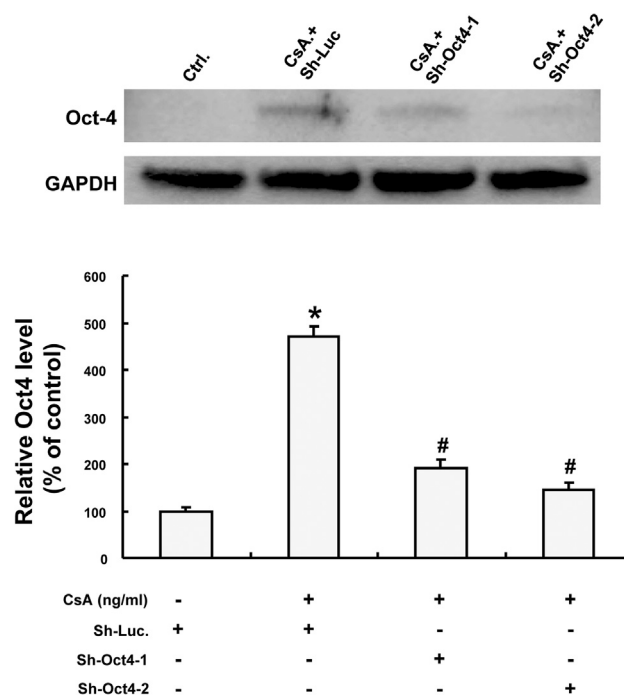 Ctrl.
CsA.+
Sh-Luc
CsA.+
Sh-Oct4-1
CsA.+
Sh-Oct4-2
Oct-4
GAPDH
Relative Oct4 level
(% of control)
600
500
400
300
200
100
0
*
#
#
CsA (ng/ml) - + + +
Sh-Luc. + + - -
Sh-Oct4-1 - - + -
Sh-Oct4-2 - - - +